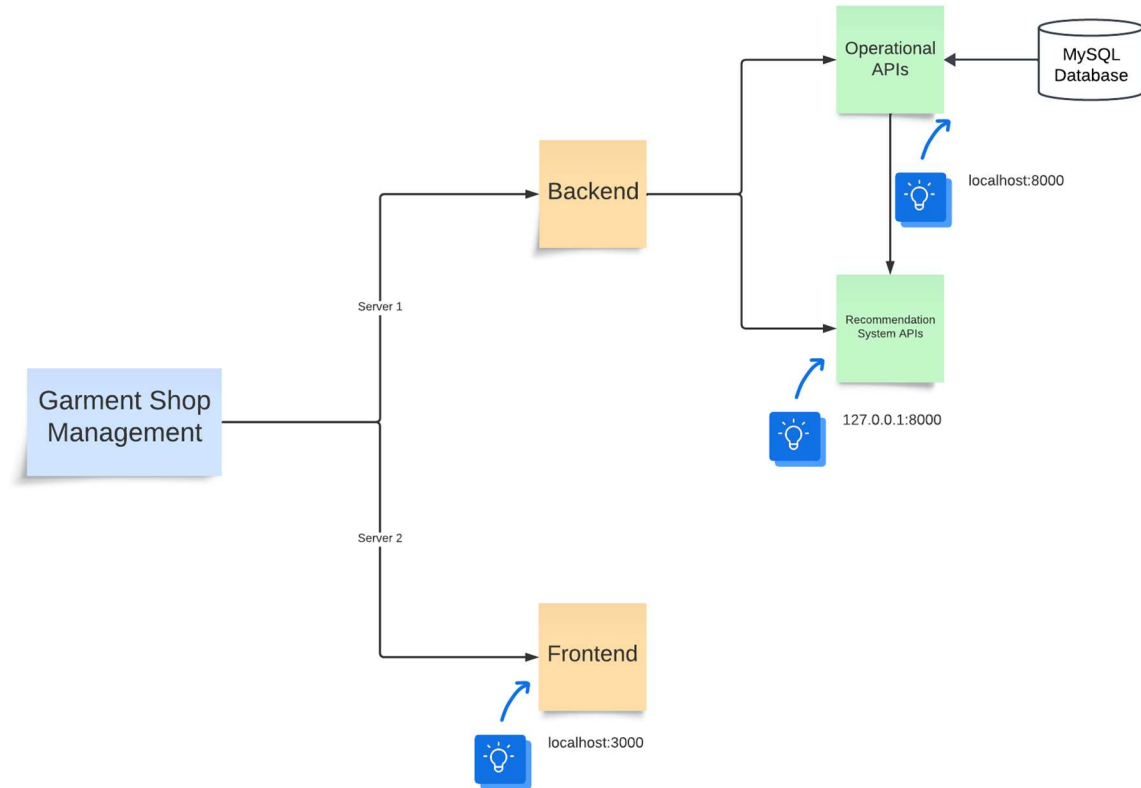 Operational
APIs
MySQL
Database
localhost:8000
Backend
Server 1
Recommendation
System APIs
127.0.0.1:8000
Garment Shop
Management
Server 2
Frontend
localhost:3000